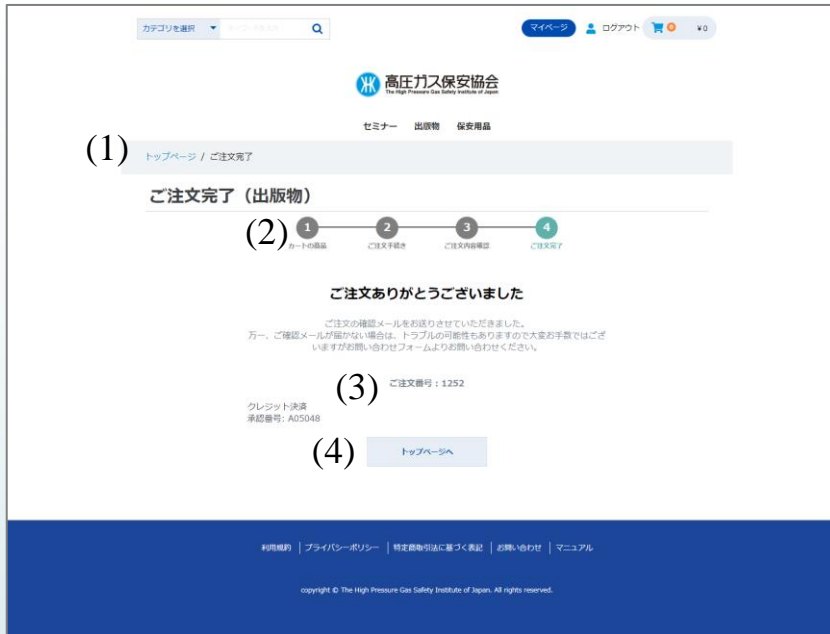 カテゴリを選択
マイページ ログアウト 0 ¥0
高圧ガス保安協会
The High Pressure Gas Safety Institute of Japan
セミナー 出版物 保安用品
(1) トップページ / ご注文完了
ご注文完了（出版物）
(2) 1 2 3 4
カートの商品 ご注文手続き ご注文内容確認 ご注文完了
ご注文ありがとうございました
ご注文の確認メールをお送りさせていただきました。
万一、ご確認メールが届かない場合は、トラブルの可能性もありますので大変お手数ではござ
いますがお問い合わせフォームよりお問い合わせください。
(3) ご注文番号：1252
クレジット決済
承認番号: A05048
(4) トップページへ
利用規約 | プライバシーポリシー | 特定商取引法に基づく表記 | お問い合わせ | マニュアル
copyright © The High Pressure Gas Safety Institute of Japan. All rights reserved.